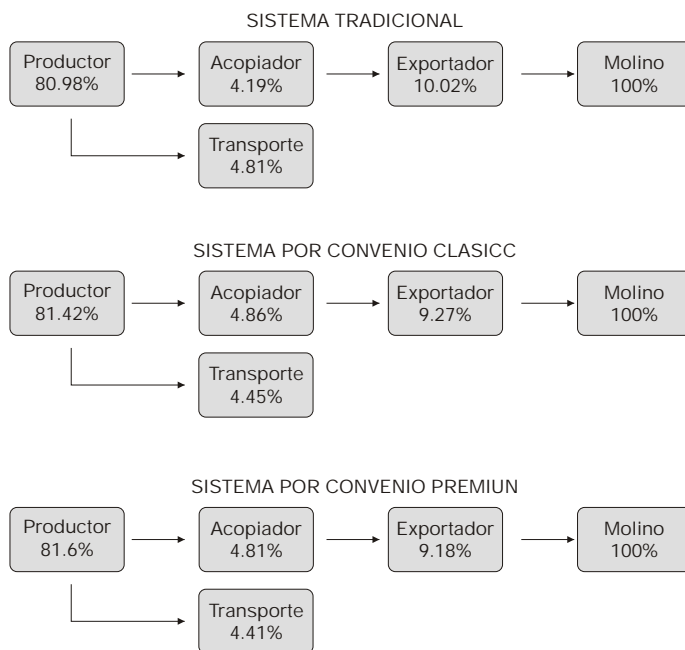 SISTEMA TRADICIONAL
Productor
80.98%
Acopiador
4.19%
Exportador
10.02%
Molino
100%
Transporte
4.81%
SISTEMA POR CONVENIO CLASICC
Productor
81.42%
Acopiador
4.86%
Exportador
9.27%
Molino
100%
Transporte
4.45%
SISTEMA POR CONVENIO PREMIUN
Productor
81.6%
Acopiador
4.81%
Exportador
9.18%
Molino
100%
Transporte
4.41%